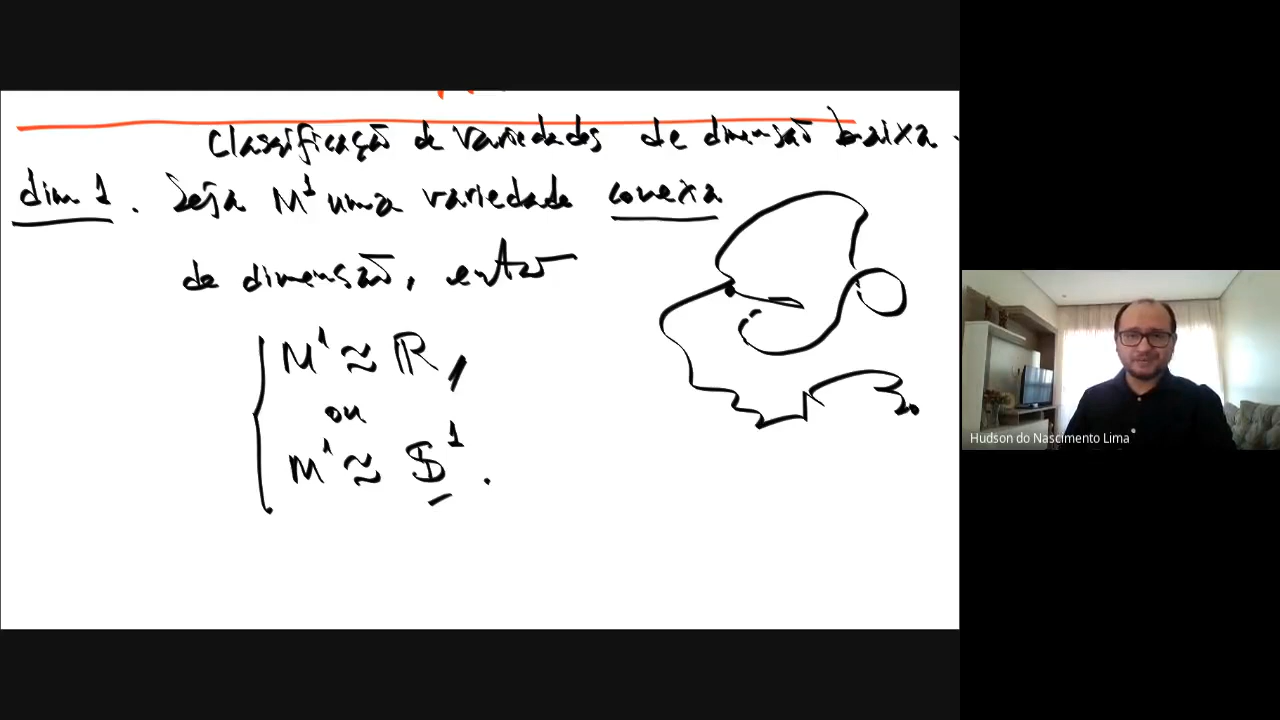 Classificação de variedades de dimensão baixa.
dim 1. Seja M¹ uma variedade conexa
de dimensão, então
M¹ ≈ ℝ,
ou
M¹ ≈ 𝕊¹.
Hudson do Nascimento Lima